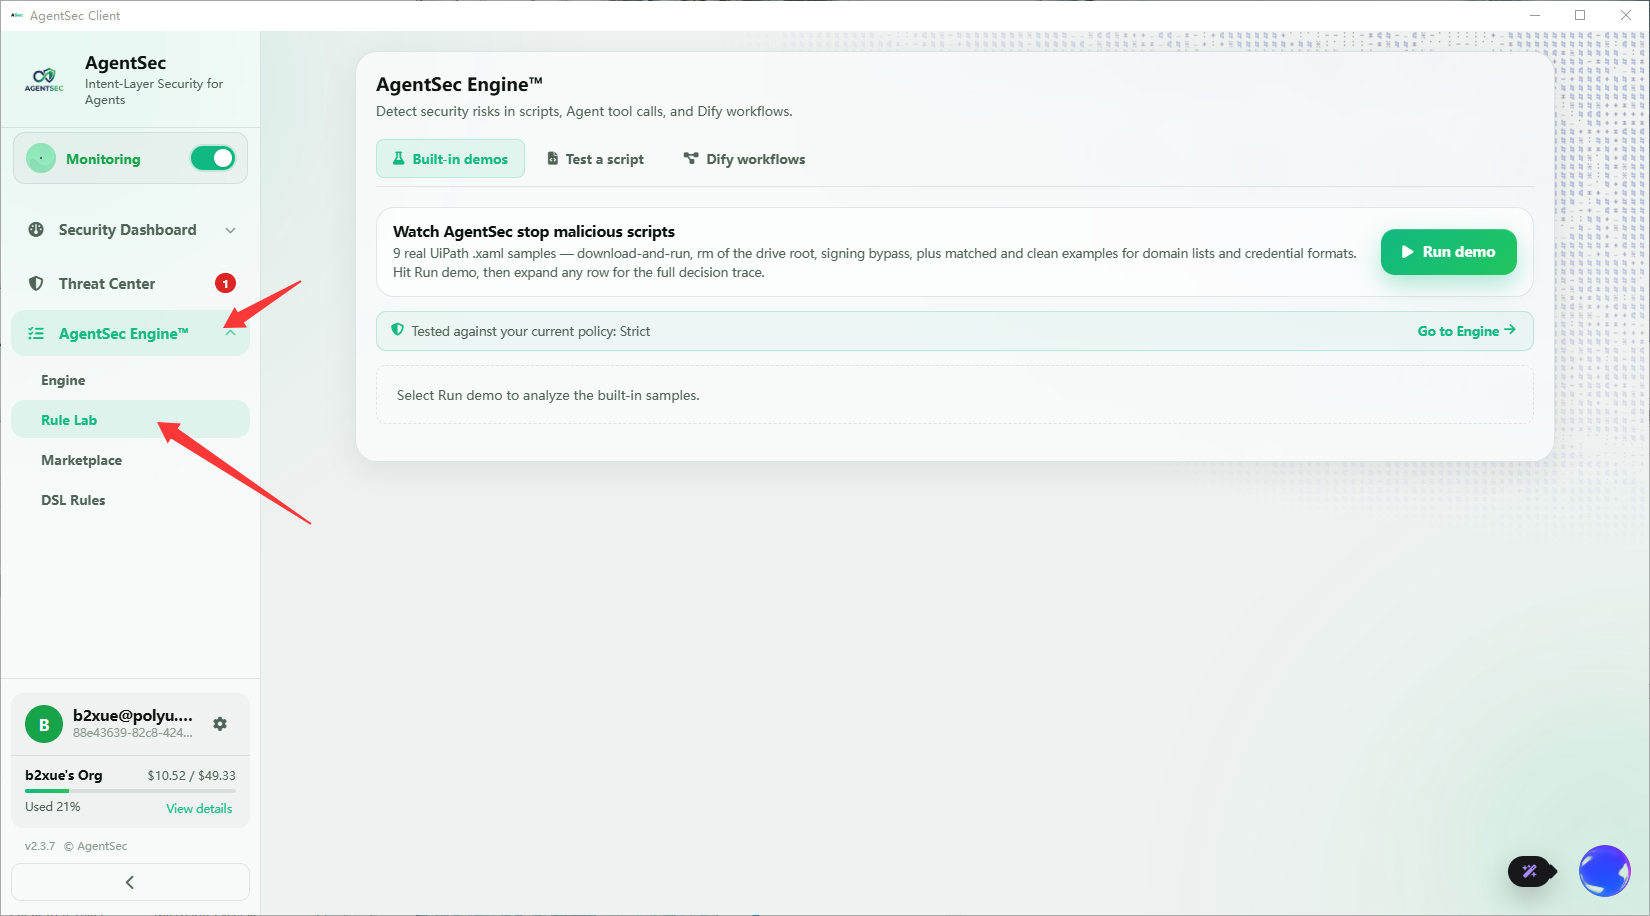 AgentSec Client
AgentSec
Intent-Layer Security for
Agents
AGENTSEC
Monitoring
Security Dashboard
Threat Center
1
AgentSec Engine™
Engine
Rule Lab
Marketplace
DSL Rules
B
b2xue@polyu....
88e43639-82c8-424...
b2xue's Org
$10.52 / $49.33
Used 21%
View details
v2.3.7 © AgentSec
AgentSec Engine™
Detect security risks in scripts, Agent tool calls, and Dify workflows.
Built-in demos
Test a script
Dify workflows
Watch AgentSec stop malicious scripts
9 real UiPath .xaml samples — download-and-run, rm of the drive root, signing bypass, plus matched and clean examples for domain lists and credential formats.
Hit Run demo, then expand any row for the full decision trace.
Run demo
Tested against your current policy: Strict
Go to Engine
Select Run demo to analyze the built-in samples.